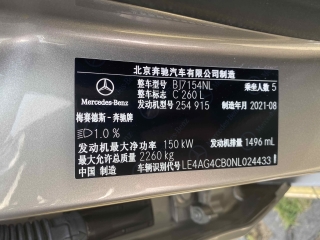 北京奔驰汽车有限公司制造
整车型号 BJ7154NL 乘坐人数 5
整车名称 C 260 L
发动机型号 254 915 制造年月 2021-08
Mercedes-Benz
梅赛德斯-奔驰牌
1.0 %
发动机最大净功率 150 kW 发动机排量 1496 mL
最大允许总质量 2260 kg
中国 制造 车辆识别代号 LE4AG4CB0NL024433